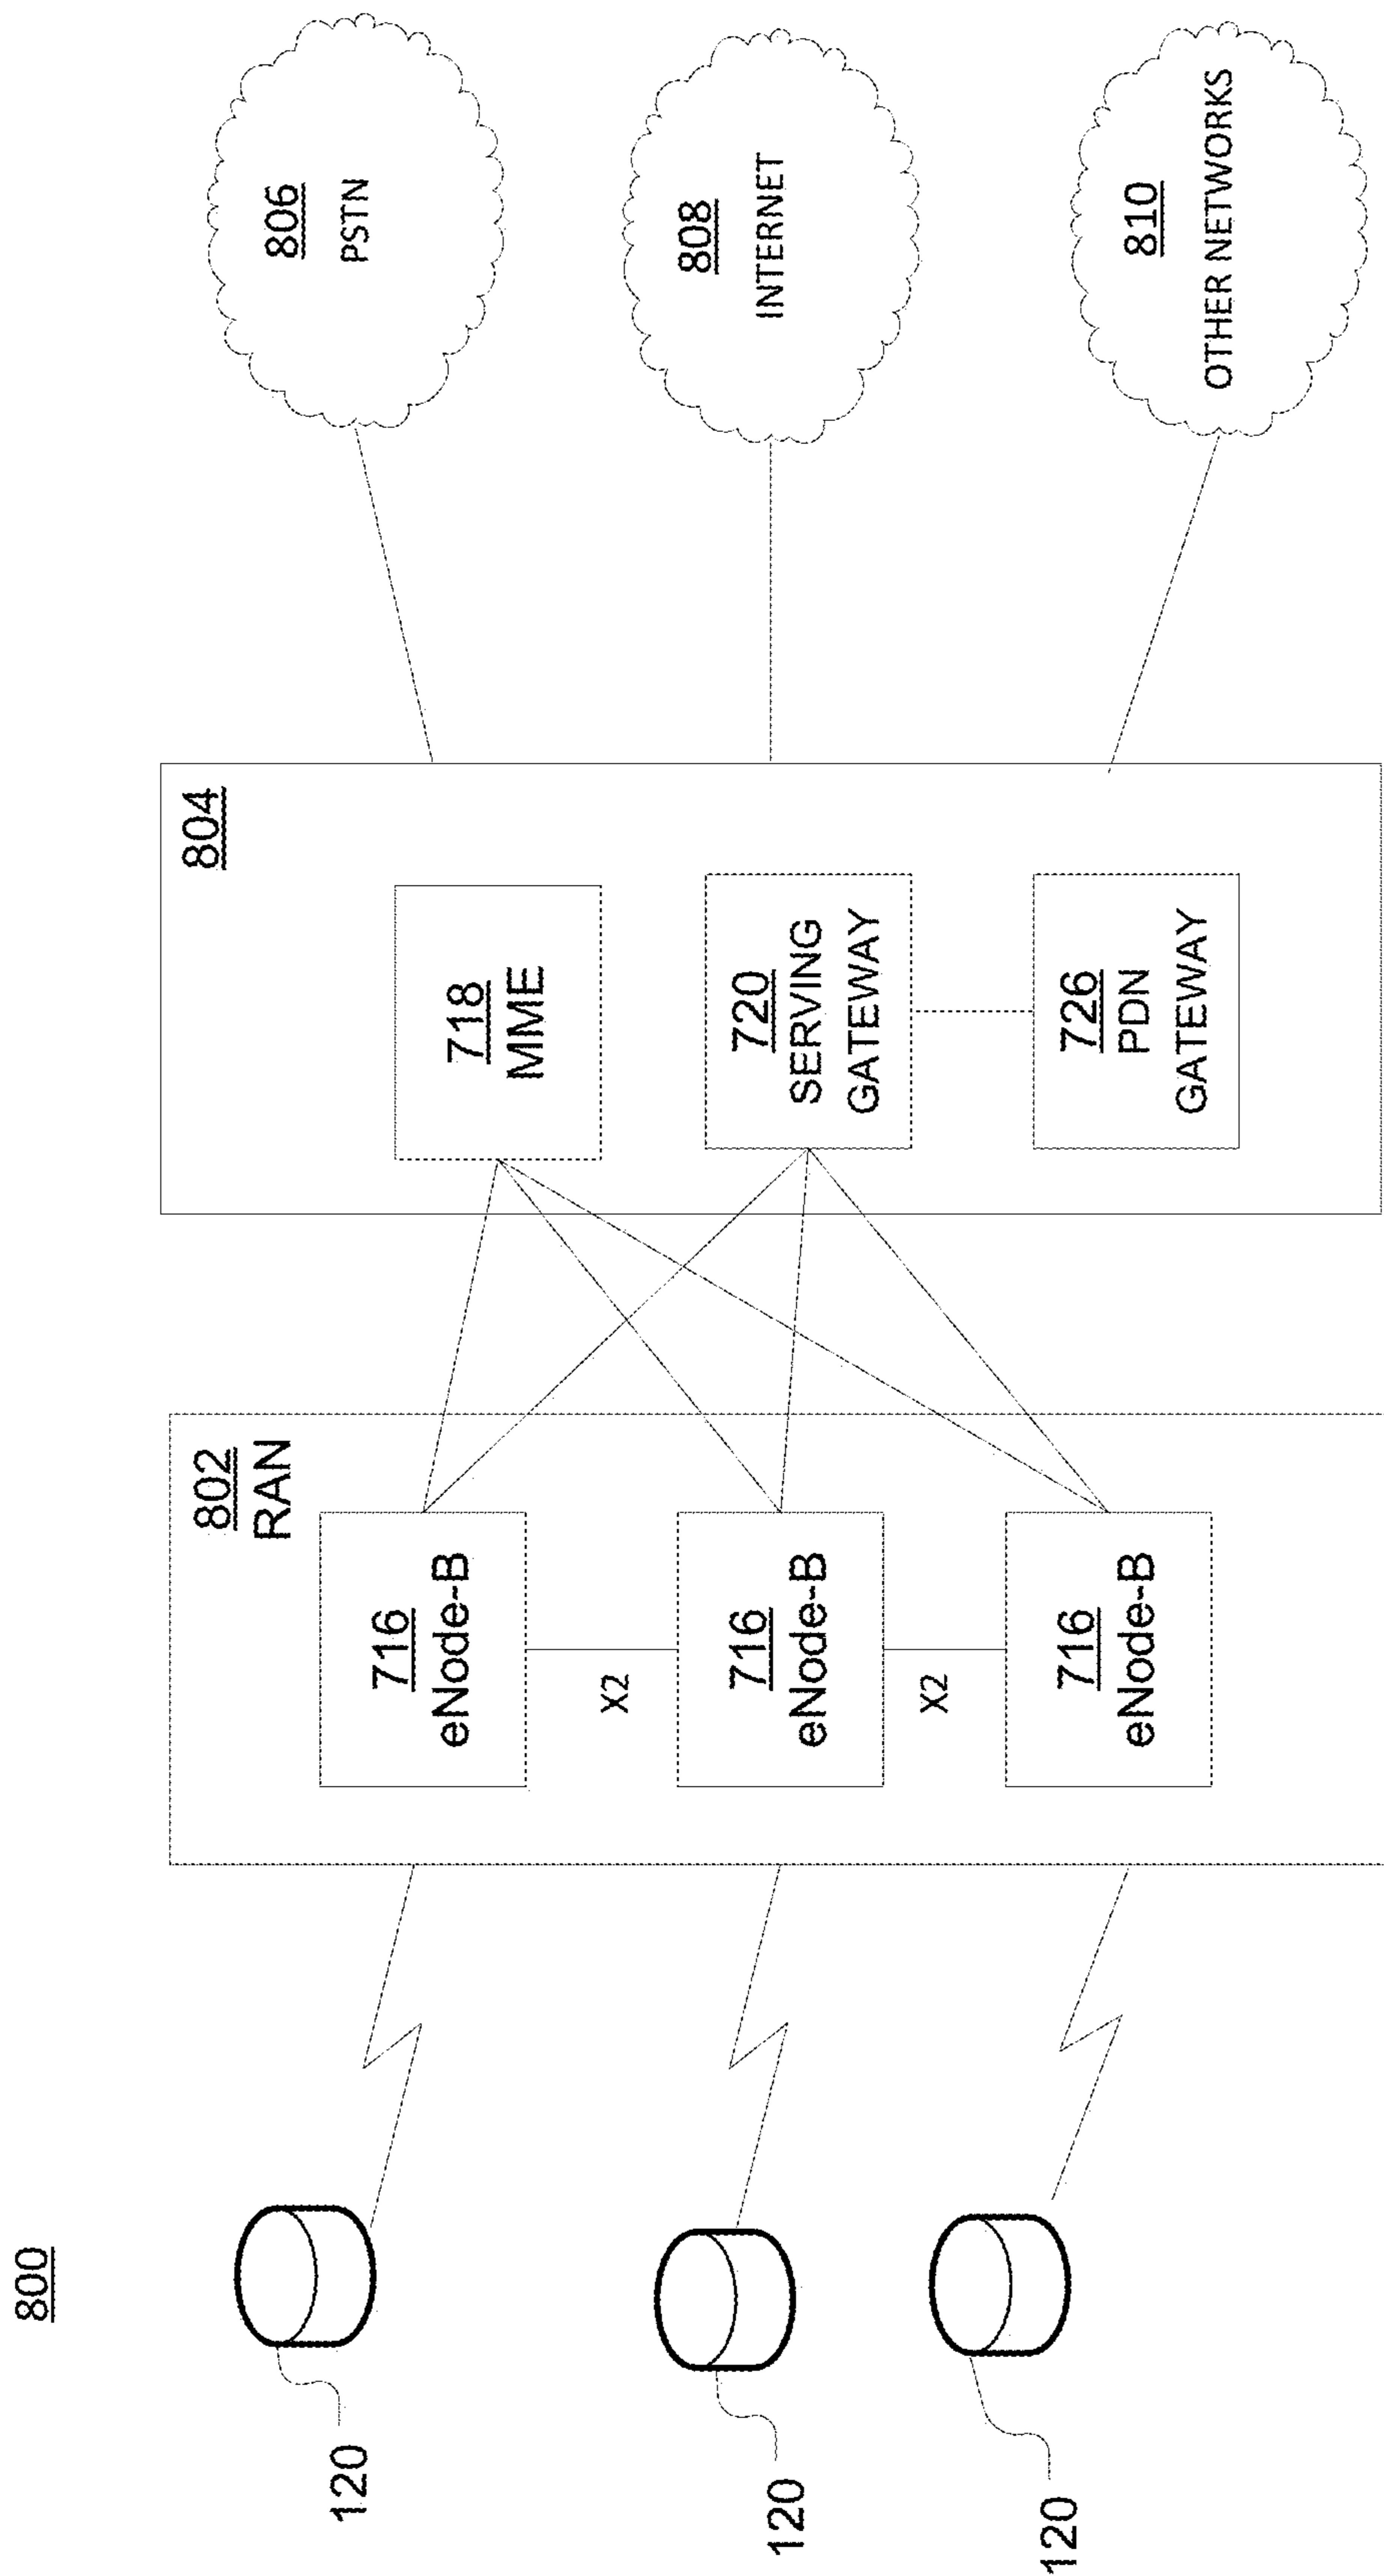 800
120
120
120
802
RAN
716
eNode-B
X2
716
eNode-B
X2
716
eNode-B
804
718
MME
720
SERVING
GATEWAY
726
PDN
GATEWAY
806
PSTN
808
INTERNET
810
OTHER NETWORKS